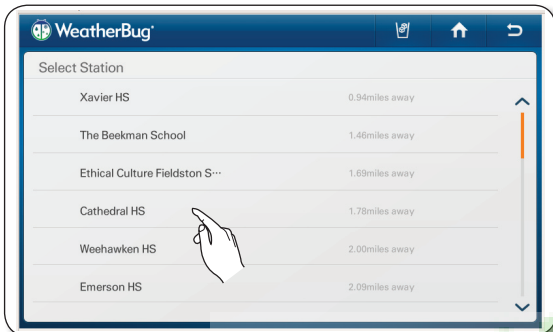 WeatherBug
Select Station
Xavier HS 0.94miles away
The Beekman School 1.46miles away
Ethical Culture Fieldston S··· 1.69miles away
Cathedral HS 1.78miles away
Weehawken HS 2.00miles away
Emerson HS 2.09miles away